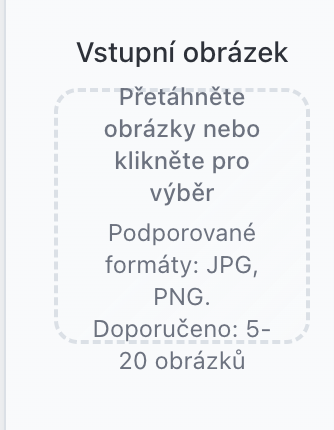 Vstupní obrázek
Přetáhněte
obrázky nebo
klikněte pro
výběr
Podporované
formáty: JPG,
PNG.
Doporučeno: 5-
20 obrázků